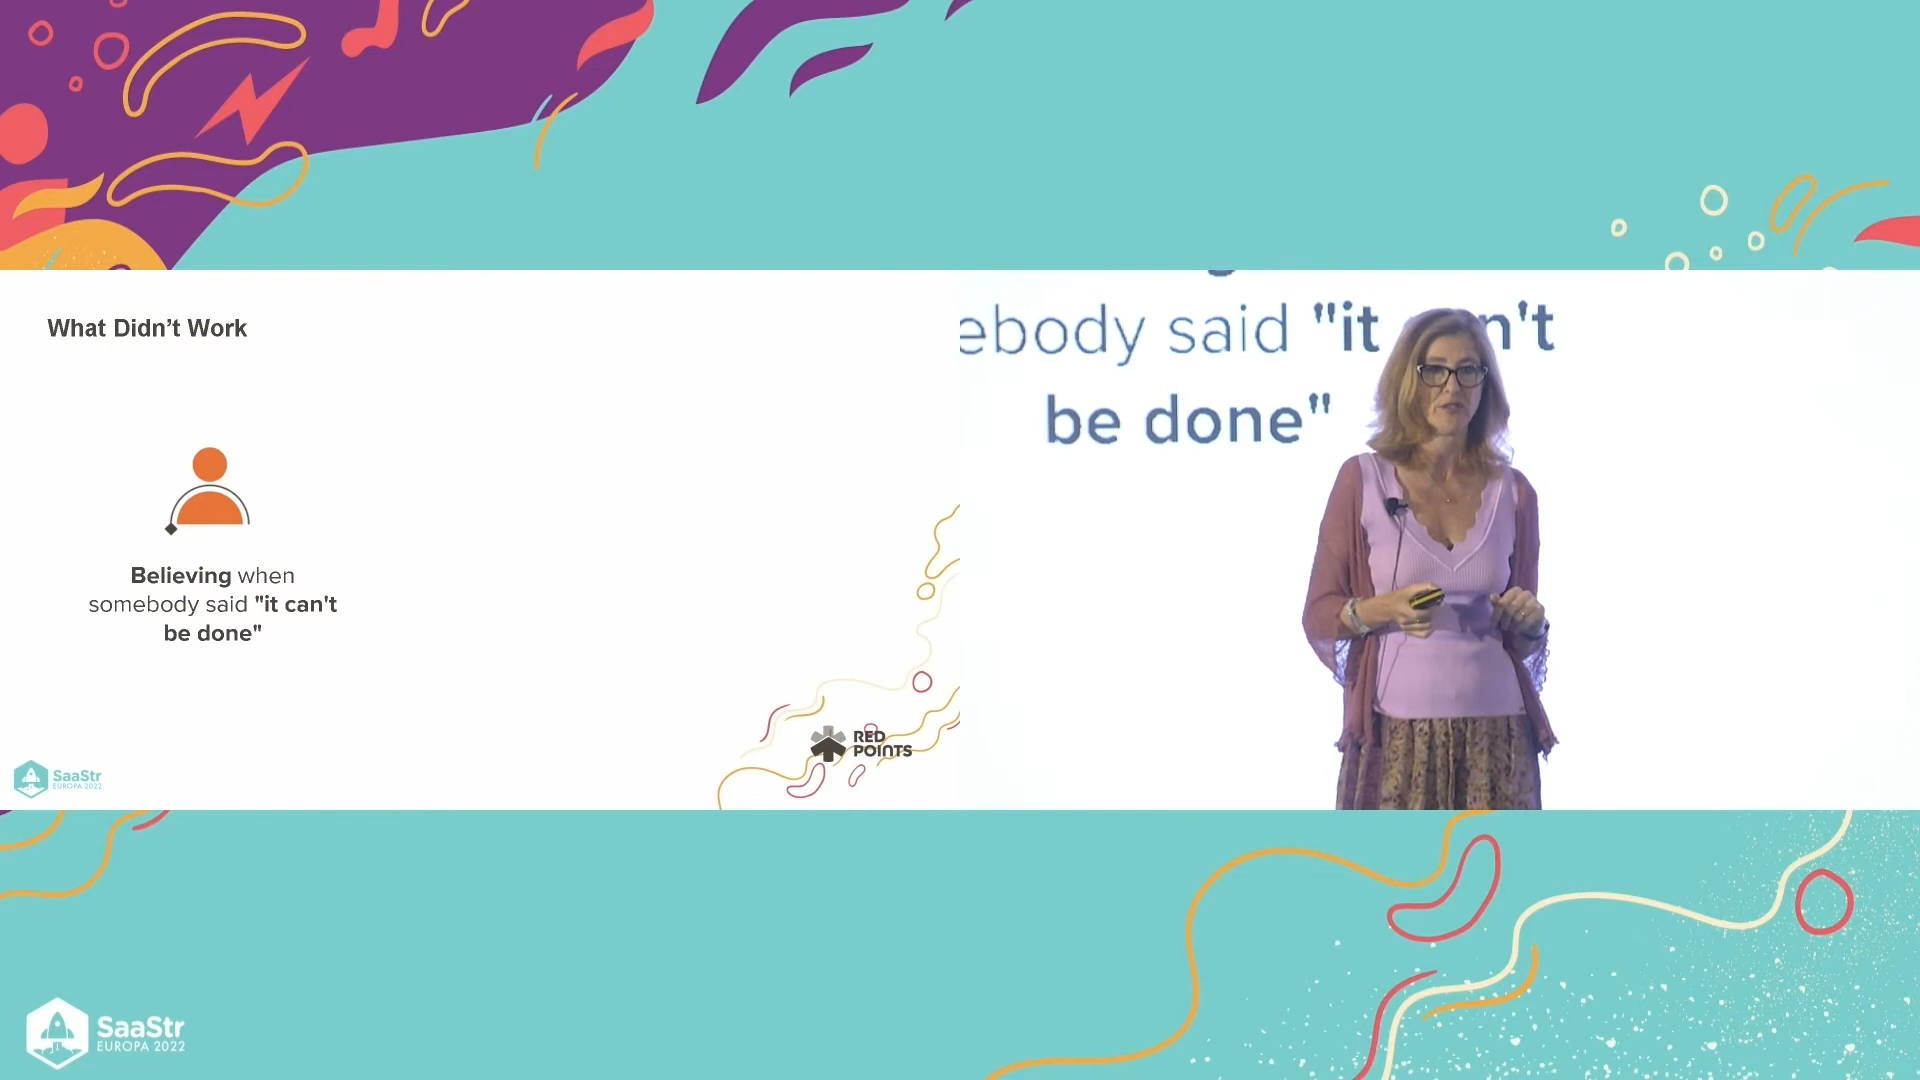 What Didn't Work
Believing when
somebody said "it can't
be done"
RED
POINTS
SaaStr
EUROPA 2022
ebody said "it n't
be done"
SaaStr
EUROPA 2022